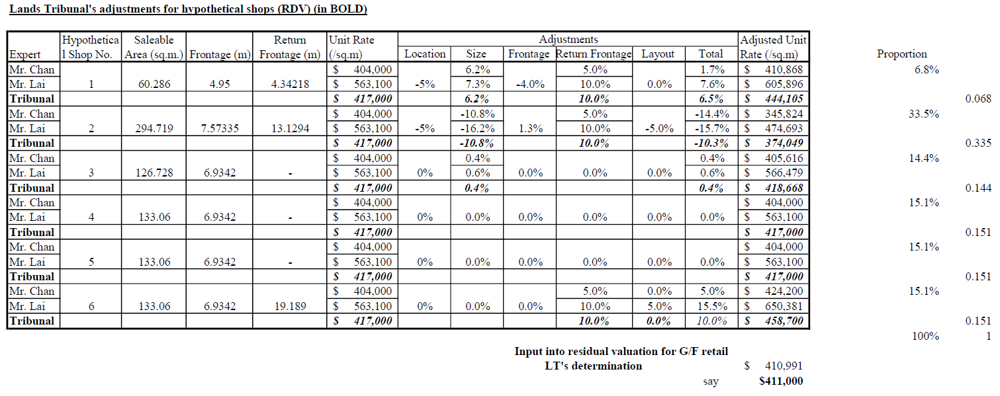 Lands Tribunal's adjustments for hypothetical shops (RDV) (in BOLD)
Hypothetica Saleable Return Unit Rate Adjustments Adjusted Unit
Expert l Shop No. Area (sq.m.) Frontage (m) Frontage (m) (/sq.m) Location Size Frontage Return Frontage Layout Total Rate (/sq.m) Proportion
Mr. Chan $ 404,000 6.2% 5.0% 1.7% $ 410,868 6.8%
Mr. Lai 1 60.286 4.95 4.34218 $ 563,100 -5% 7.3% -4.0% 10.0% 0.0% 7.6% $ 605,896
Tribunal $ 417,000 6.2% 10.0% 6.5% $ 444,105 0.068
Mr. Chan $ 404,000 -10.8% 5.0% -14.4% $ 345,824 33.5%
Mr. Lai 2 294.719 7.57335 13.1294 $ 563,100 -5% -16.2% 1.3% 10.0% -5.0% -15.7% $ 474,693
Tribunal $ 417,000 -10.8% 10.0% -10.3% $ 374,049 0.335
Mr. Chan $ 404,000 0.4% 0.4% $ 405,616 14.4%
Mr. Lai 3 126.728 6.9342 - $ 563,100 0% 0.6% 0.0% 0.0% 0.0% 0.6% $ 566,479
Tribunal $ 417,000 0.4% 0.4% $ 418,668 0.144
Mr. Chan $ 404,000 $ 404,000 15.1%
Mr. Lai 4 133.06 6.9342 - $ 563,100 0% 0.0% 0.0% 0.0% 0.0% 0.0% $ 563,100
Tribunal $ 417,000 $ 417,000 0.151
Mr. Chan $ 404,000 $ 404,000 15.1%
Mr. Lai 5 133.06 6.9342 - $ 563,100 0% 0.0% 0.0% 0.0% 0.0% 0.0% $ 563,100
Tribunal $ 417,000 $ 417,000 0.151
Mr. Chan $ 404,000 5.0% 0.0% 5.0% $ 424,200 15.1%
Mr. Lai 6 133.06 6.9342 19.189 $ 563,100 0% 0.0% 0.0% 10.0% 5.0% 15.5% $ 650,381
Tribunal $ 417,000 10.0% 0.0% 10.0% $ 458,700 0.151
100% 1
Input into residual valuation for G/F retail
LT's determination $ 410,991
say $411,000